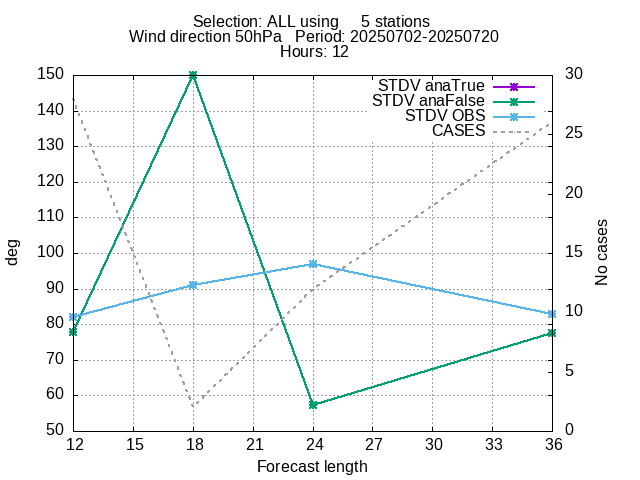 Selection: ALL using     5 stations
Wind direction 50hPa   Period: 20250702-20250720
Hours: 12
STDV anaTrue
STDV anaFalse
STDV OBS
CASES
150
140
130
120
110
100
90
80
70
60
50
deg
30
25
20
15
10
5
0
No cases
12 15 18 21 24 27 30 33 36
Forecast length